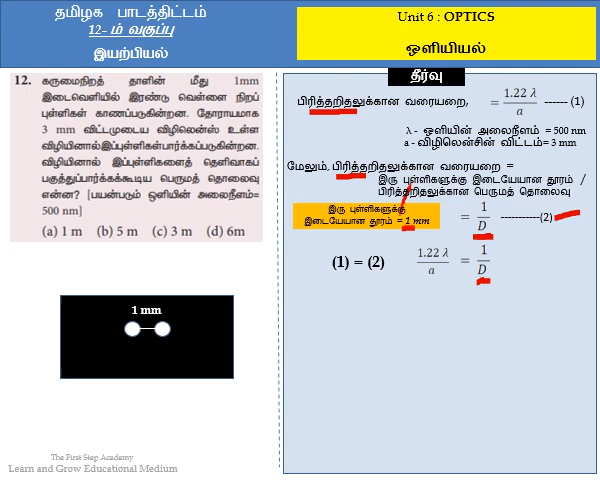 தமிழக பாடத்திட்டம்
12- ம் வகுப்பு
இயற்பியல்
Unit 6 : OPTICS
ஒளியியல்
12. கருமைநிறத் தாளின் மீது 1mm
இடைவெளியில் இரண்டு வெள்ளை நிறப்
புள்ளிகள் காணப்படுகின்றன. தோராயமாக
3 mm விட்டமுடைய விழிலென்ஸ் உள்ள
விழியினால்இப்புள்ளிகள்பார்க்கப்படுகின்றன.
விழியினால் இப்புள்ளிகளைத் தெளிவாகப்
பகுத்துப்பார்க்கக்கூடிய பெருமத் தொலைவு
என்ன? [பயன்படும் ஒளியின் அலைநீளம்=
500 nm]
(a) 1 m (b) 5 m (c) 3 m (d) 6m
1 mm
The First Step Academy
Learn and Grow Educational Medium
தீர்வு
பிரித்தறிதலுக்கான வரையறை, = 1.22 λ / a ------ (1)
λ - ஒளியின் அலைநீளம் = 500 nm
a - விழிலென்சின் விட்டம்= 3 mm
மேலும், பிரித்தறிதலுக்கான வரையறை =
இரு புள்ளிகளுக்கு இடையேயான தூரம் /
பிரித்தறிதலுக்கான பெருமத் தொலைவு
இரு புள்ளிகளுக்கு
இடையேயான தூரம் = 1 mm
= 1 / D -----------(2)
(1) = (2) 1.22 λ / a = 1 / D